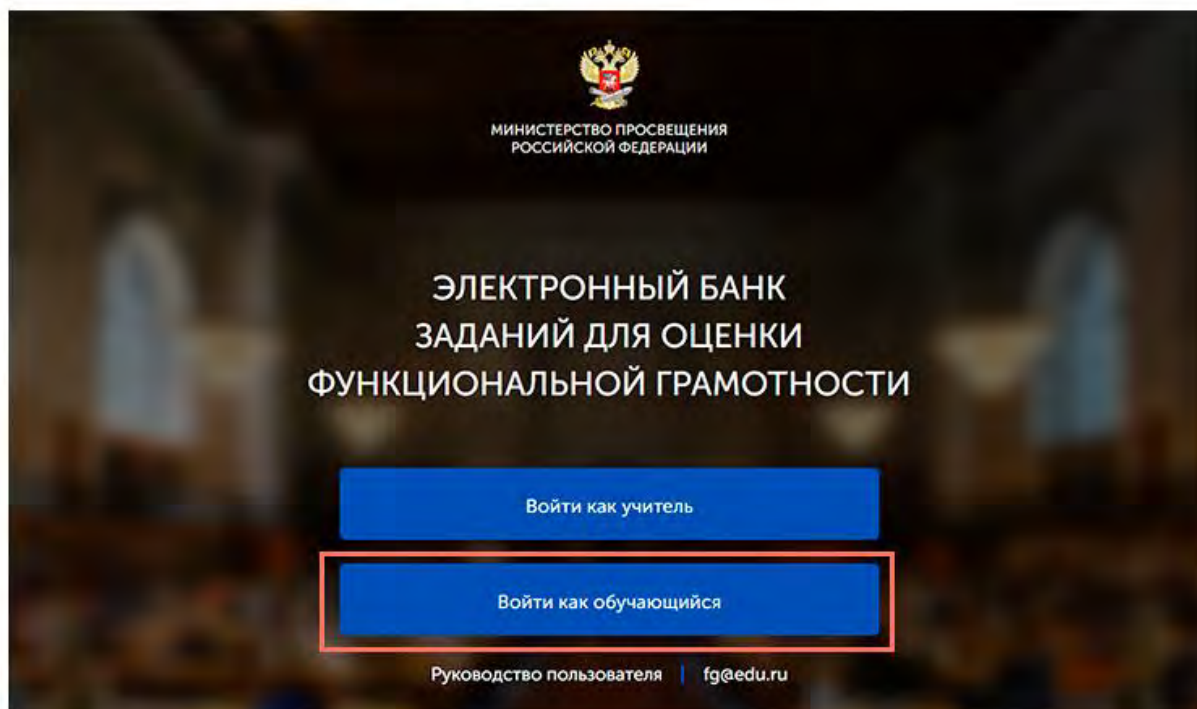 МИНИСТЕРСТВО ПРОСВЕЩЕНИЯ
РОССИЙСКОЙ ФЕДЕРАЦИИ
ЭЛЕКТРОННЫЙ БАНК
ЗАДАНИЙ ДЛЯ ОЦЕНКИ
ФУНКЦИОНАЛЬНОЙ ГРАМОТНОСТИ
Войти как учитель
Войти как обучающийся
Руководство пользователя | fg@edu.ru